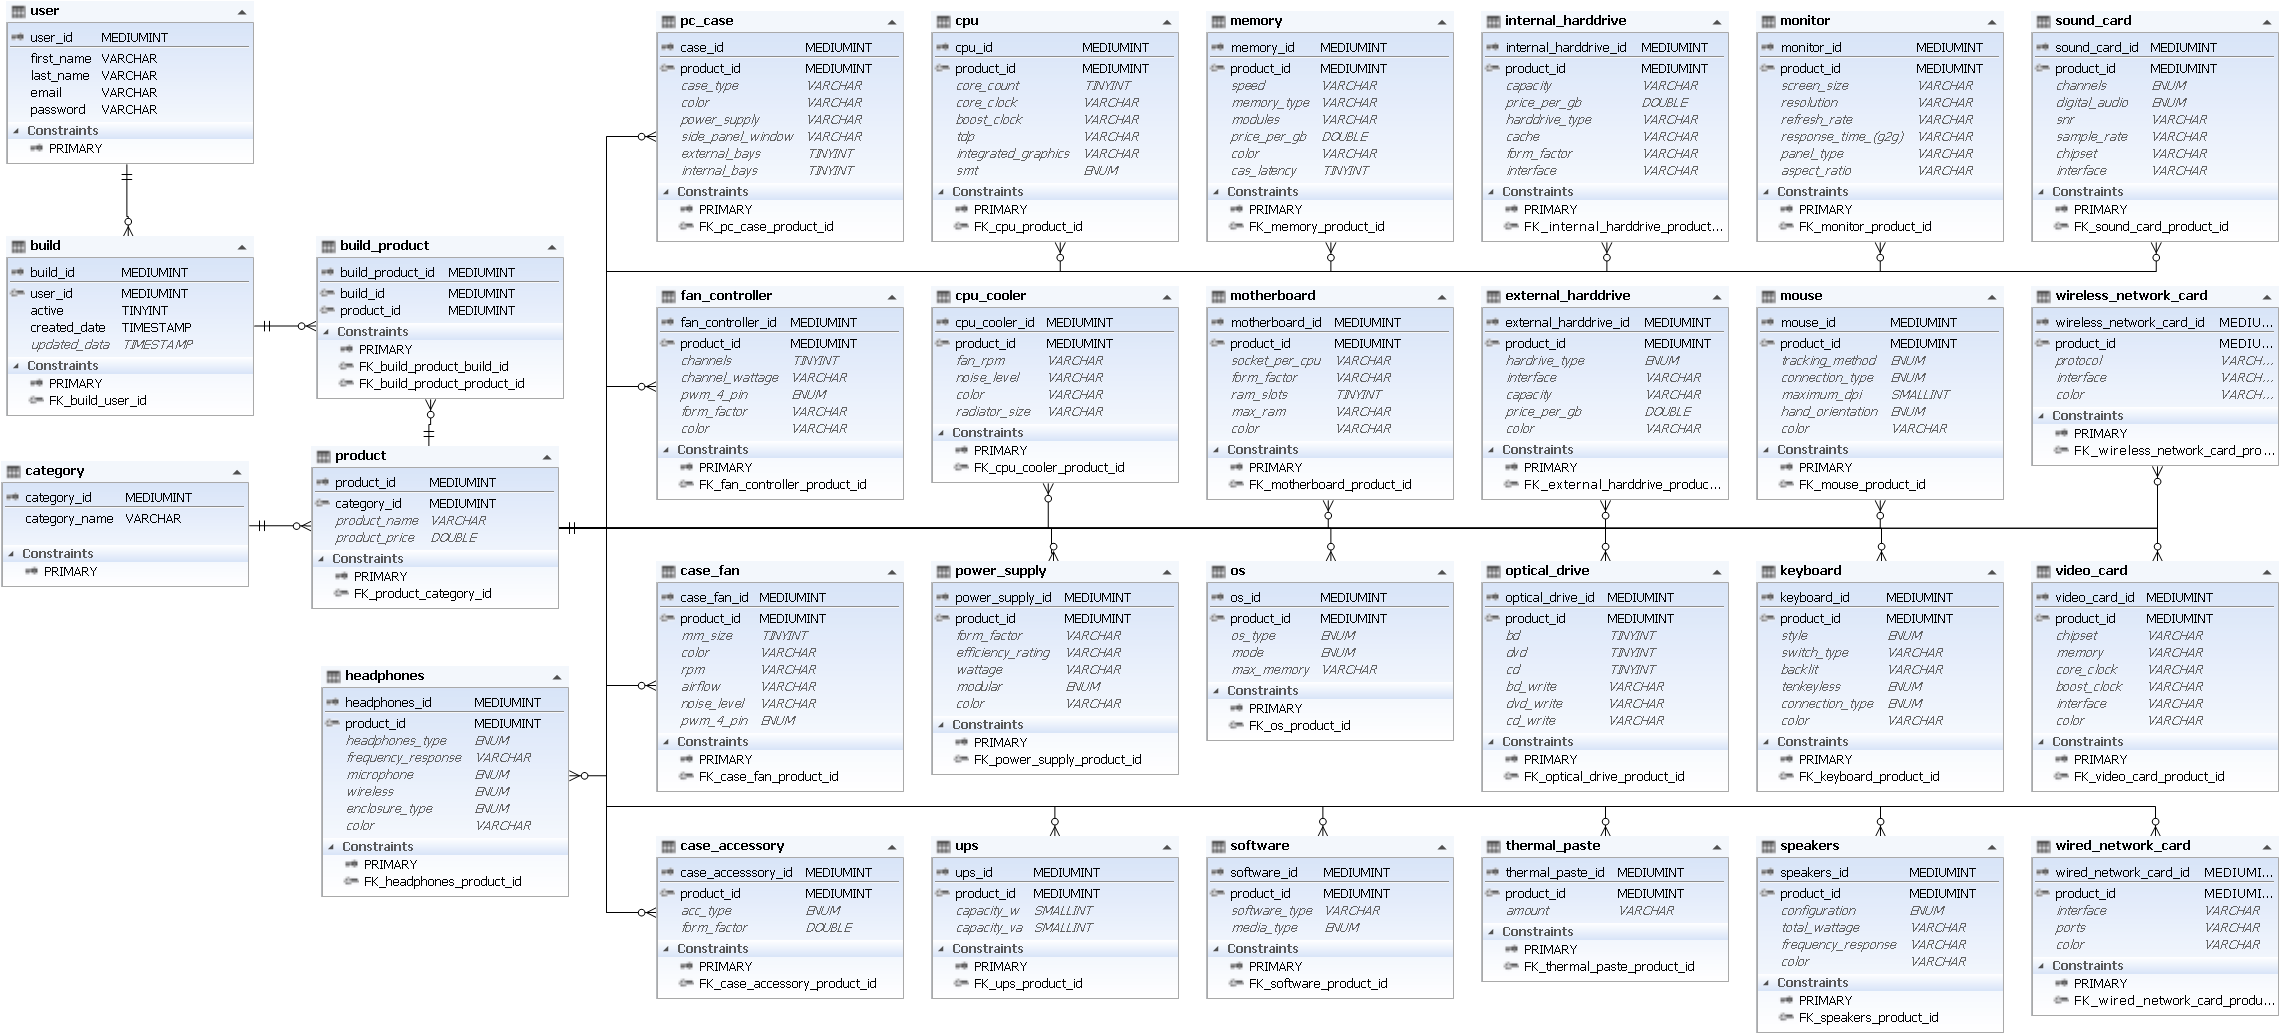 user
user_id MEDIUMINT
first_name VARCHAR
last_name VARCHAR
email VARCHAR
password VARCHAR
Constraints
PRIMARY
build
build_id MEDIUMINT
user_id MEDIUMINT
active TINYINT
created_date TIMESTAMP
updated_data TIMESTAMP
Constraints
PRIMARY
FK_build_user_id
build_product
build_product_id MEDIUMINT
build_id MEDIUMINT
product_id MEDIUMINT
Constraints
PRIMARY
FK_build_product_build_id
FK_build_product_product_id
category
category_id MEDIUMINT
category_name VARCHAR
Constraints
PRIMARY
product
product_id MEDIUMINT
category_id MEDIUMINT
product_name VARCHAR
product_price DOUBLE
Constraints
PRIMARY
FK_product_category_id
headphones
headphones_id MEDIUMINT
product_id MEDIUMINT
headphones_type ENUM
frequency_response VARCHAR
microphone ENUM
wireless ENUM
enclosure_type ENUM
color VARCHAR
Constraints
PRIMARY
FK_headphones_product_id
pc_case
case_id MEDIUMINT
product_id MEDIUMINT
case_type VARCHAR
color VARCHAR
power_supply VARCHAR
side_panel_window VARCHAR
external_bays TINYINT
internal_bays TINYINT
Constraints
PRIMARY
FK_pc_case_product_id
cpu
cpu_id MEDIUMINT
product_id MEDIUMINT
core_count TINYINT
core_clock VARCHAR
boost_clock VARCHAR
tdp VARCHAR
integrated_graphics VARCHAR
smt ENUM
Constraints
PRIMARY
FK_cpu_product_id
memory
memory_id MEDIUMINT
product_id MEDIUMINT
speed VARCHAR
memory_type VARCHAR
modules VARCHAR
price_per_gb DOUBLE
color VARCHAR
cas_latency TINYINT
Constraints
PRIMARY
FK_memory_product_id
internal_harddrive
internal_harddrive_id MEDIUMINT
product_id MEDIUMINT
capacity VARCHAR
price_per_gb DOUBLE
harddrive_type VARCHAR
cache VARCHAR
form_factor VARCHAR
interface VARCHAR
Constraints
PRIMARY
FK_internal_harddrive_product...
monitor
monitor_id MEDIUMINT
product_id MEDIUMINT
screen_size VARCHAR
resolution VARCHAR
refresh_rate VARCHAR
response_time_(g2g) VARCHAR
panel_type VARCHAR
aspect_ratio VARCHAR
Constraints
PRIMARY
FK_monitor_product_id
sound_card
sound_card_id MEDIUMINT
product_id MEDIUMINT
channels ENUM
digital_audio ENUM
snr VARCHAR
sample_rate VARCHAR
chipset VARCHAR
interface VARCHAR
Constraints
PRIMARY
FK_sound_card_product_id
fan_controller
fan_controller_id MEDIUMINT
product_id MEDIUMINT
channels TINYINT
channel_wattage VARCHAR
pwm_4_pin ENUM
form_factor VARCHAR
color VARCHAR
Constraints
PRIMARY
FK_fan_controller_product_id
cpu_cooler
cpu_cooler_id MEDIUMINT
product_id MEDIUMINT
fan_rpm VARCHAR
noise_level VARCHAR
color VARCHAR
radiator_size VARCHAR
Constraints
PRIMARY
FK_cpu_cooler_product_id
motherboard
motherboard_id MEDIUMINT
product_id MEDIUMINT
socket_per_cpu VARCHAR
form_factor VARCHAR
ram_slots TINYINT
max_ram VARCHAR
color VARCHAR
Constraints
PRIMARY
FK_motherboard_product_id
external_harddrive
external_harddrive_id MEDIUMINT
product_id MEDIUMINT
hardrive_type ENUM
interface VARCHAR
capacity VARCHAR
price_per_gb DOUBLE
color VARCHAR
Constraints
PRIMARY
FK_external_harddrive_produc...
mouse
mouse_id MEDIUMINT
product_id MEDIUMINT
tracking_method ENUM
connection_type ENUM
maximum_dpi SMALLINT
hand_orientation ENUM
color VARCHAR
Constraints
PRIMARY
FK_mouse_product_id
wireless_network_card
wireless_network_card_id MEDIU...
product_id MEDIU...
protocol VARCH...
interface VARCH...
color VARCH...
Constraints
PRIMARY
FK_wireless_network_card_pro...
case_fan
case_fan_id MEDIUMINT
product_id MEDIUMINT
mm_size TINYINT
color VARCHAR
rpm VARCHAR
airflow VARCHAR
noise_level VARCHAR
pwm_4_pin ENUM
Constraints
PRIMARY
FK_case_fan_product_id
power_supply
power_supply_id MEDIUMINT
product_id MEDIUMINT
form_factor VARCHAR
efficiency_rating VARCHAR
wattage VARCHAR
modular ENUM
color VARCHAR
Constraints
PRIMARY
FK_power_supply_product_id
os
os_id MEDIUMINT
product_id MEDIUMINT
os_type ENUM
mode ENUM
max_memory VARCHAR
Constraints
PRIMARY
FK_os_product_id
optical_drive
optical_drive_id MEDIUMINT
product_id MEDIUMINT
bd TINYINT
dvd TINYINT
cd TINYINT
bd_write VARCHAR
dvd_write VARCHAR
cd_write VARCHAR
Constraints
PRIMARY
FK_optical_drive_product_id
keyboard
keyboard_id MEDIUMINT
product_id MEDIUMINT
style ENUM
switch_type VARCHAR
backlit VARCHAR
tenkeyless ENUM
connection_type ENUM
color VARCHAR
Constraints
PRIMARY
FK_keyboard_product_id
video_card
video_card_id MEDIUMINT
product_id MEDIUMINT
chipset VARCHAR
memory VARCHAR
core_clock VARCHAR
boost_clock VARCHAR
interface VARCHAR
color VARCHAR
Constraints
PRIMARY
FK_video_card_product_id
case_accessory
case_accesssory_id MEDIUMINT
product_id MEDIUMINT
acc_type ENUM
form_factor DOUBLE
Constraints
PRIMARY
FK_case_accessory_product_id
ups
ups_id MEDIUMINT
product_id MEDIUMINT
capacity_w SMALLINT
capacity_va SMALLINT
Constraints
PRIMARY
FK_ups_product_id
software
software_id MEDIUMINT
product_id MEDIUMINT
software_type VARCHAR
media_type ENUM
Constraints
PRIMARY
FK_software_product_id
thermal_paste
thermal_paste_id MEDIUMINT
product_id MEDIUMINT
amount VARCHAR
Constraints
PRIMARY
FK_thermal_paste_product_id
speakers
speakers_id MEDIUMINT
product_id MEDIUMINT
configuration ENUM
total_wattage VARCHAR
frequency_response VARCHAR
color VARCHAR
Constraints
PRIMARY
FK_speakers_product_id
wired_network_card
wired_network_card_id MEDIUMI...
product_id MEDIUMI...
interface VARCHAR
ports VARCHAR
color VARCHAR
Constraints
PRIMARY
FK_wired_network_card_produ...